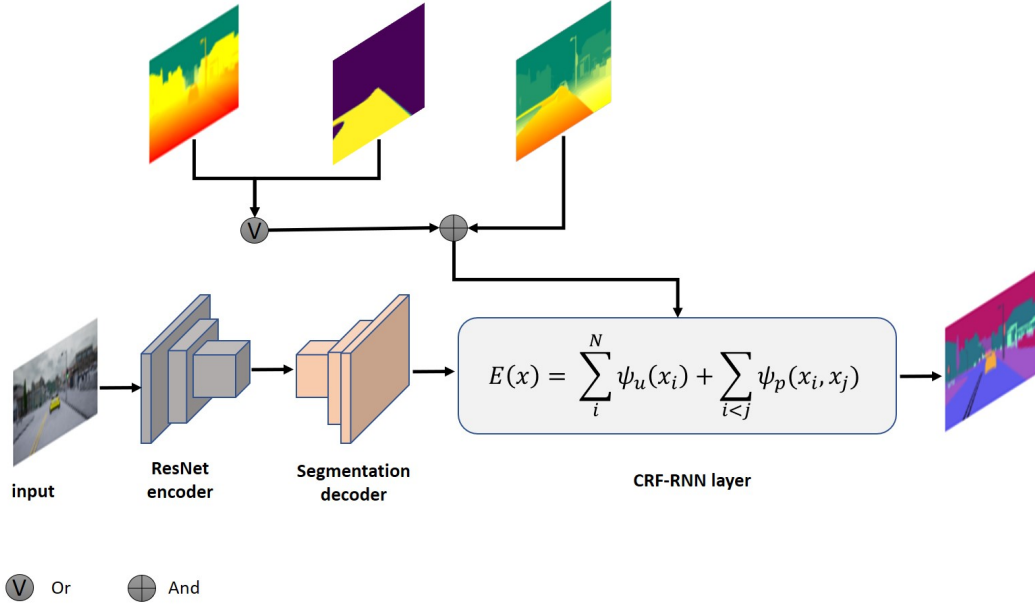 V
E(x) = ∑_i^N ψ_u(x_i) + ∑_{i<j} ψ_p(x_i, x_j)
ResNet
encoder
Segmentation
decoder
CRF-RNN layer
input
V Or
And